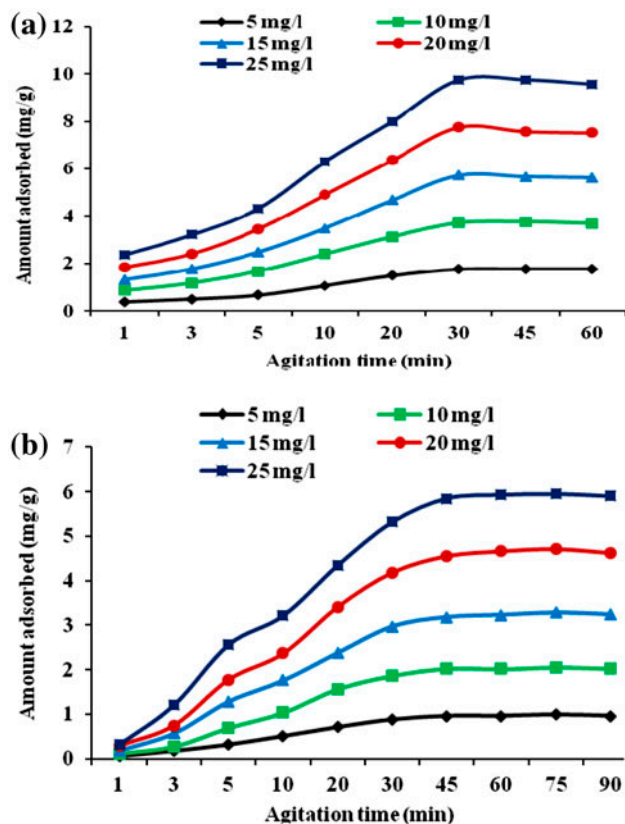 (a)
5 mg/l 10 mg/l
15 mg/l 20 mg/l
25 mg/l
Amount adsorbed (mg/g)
12
10
8
6
4
2
0
1 3 5 10 20 30 45 60
Agitation time (min)
(b)
5 mg/l 10 mg/l
15 mg/l 20 mg/l
25 mg/l
Amount adsorbed (mg/g)
7
6
5
4
3
2
1
0
1 3 5 10 20 30 45 60 75 90
Agitation time (min)